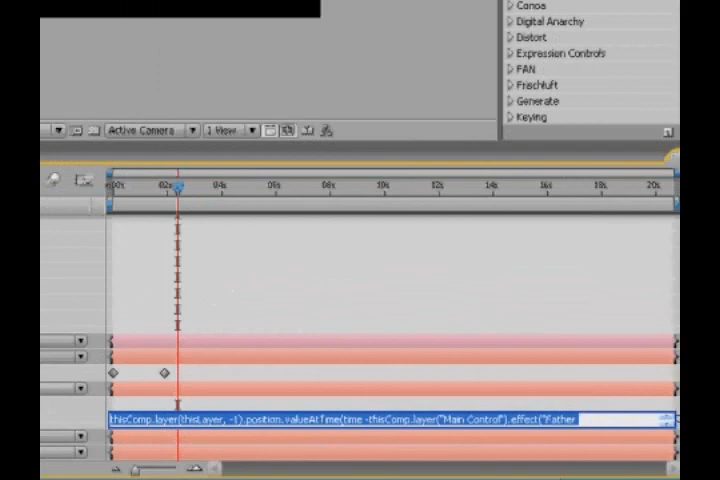 Conoa
Digital Anarchy
Distort
Expression Controls
FAN
Frischluft
Generate
Keying
Active Camera
1 View
00s 02s 04s 06s 08s 10s 12s 14s 16s 18s 20s
thisComp.layer(thisLayer, -1).position.valueAtTime(time -thisComp.layer("Main Control").effect("Father